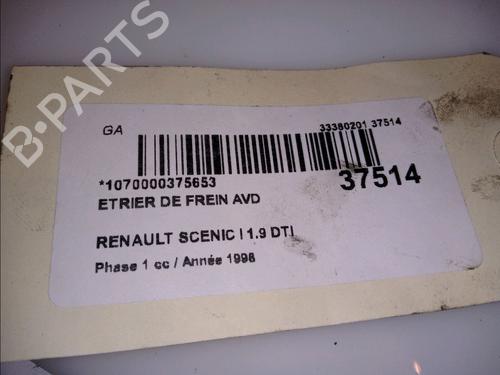 B-PARTS
GA
33380201 37514
*1070000375653
37514
ETRIER DE FREIN AVD
RENAULT SCENIC I 1.9 DTI
Phase 1 cc / Année 1998